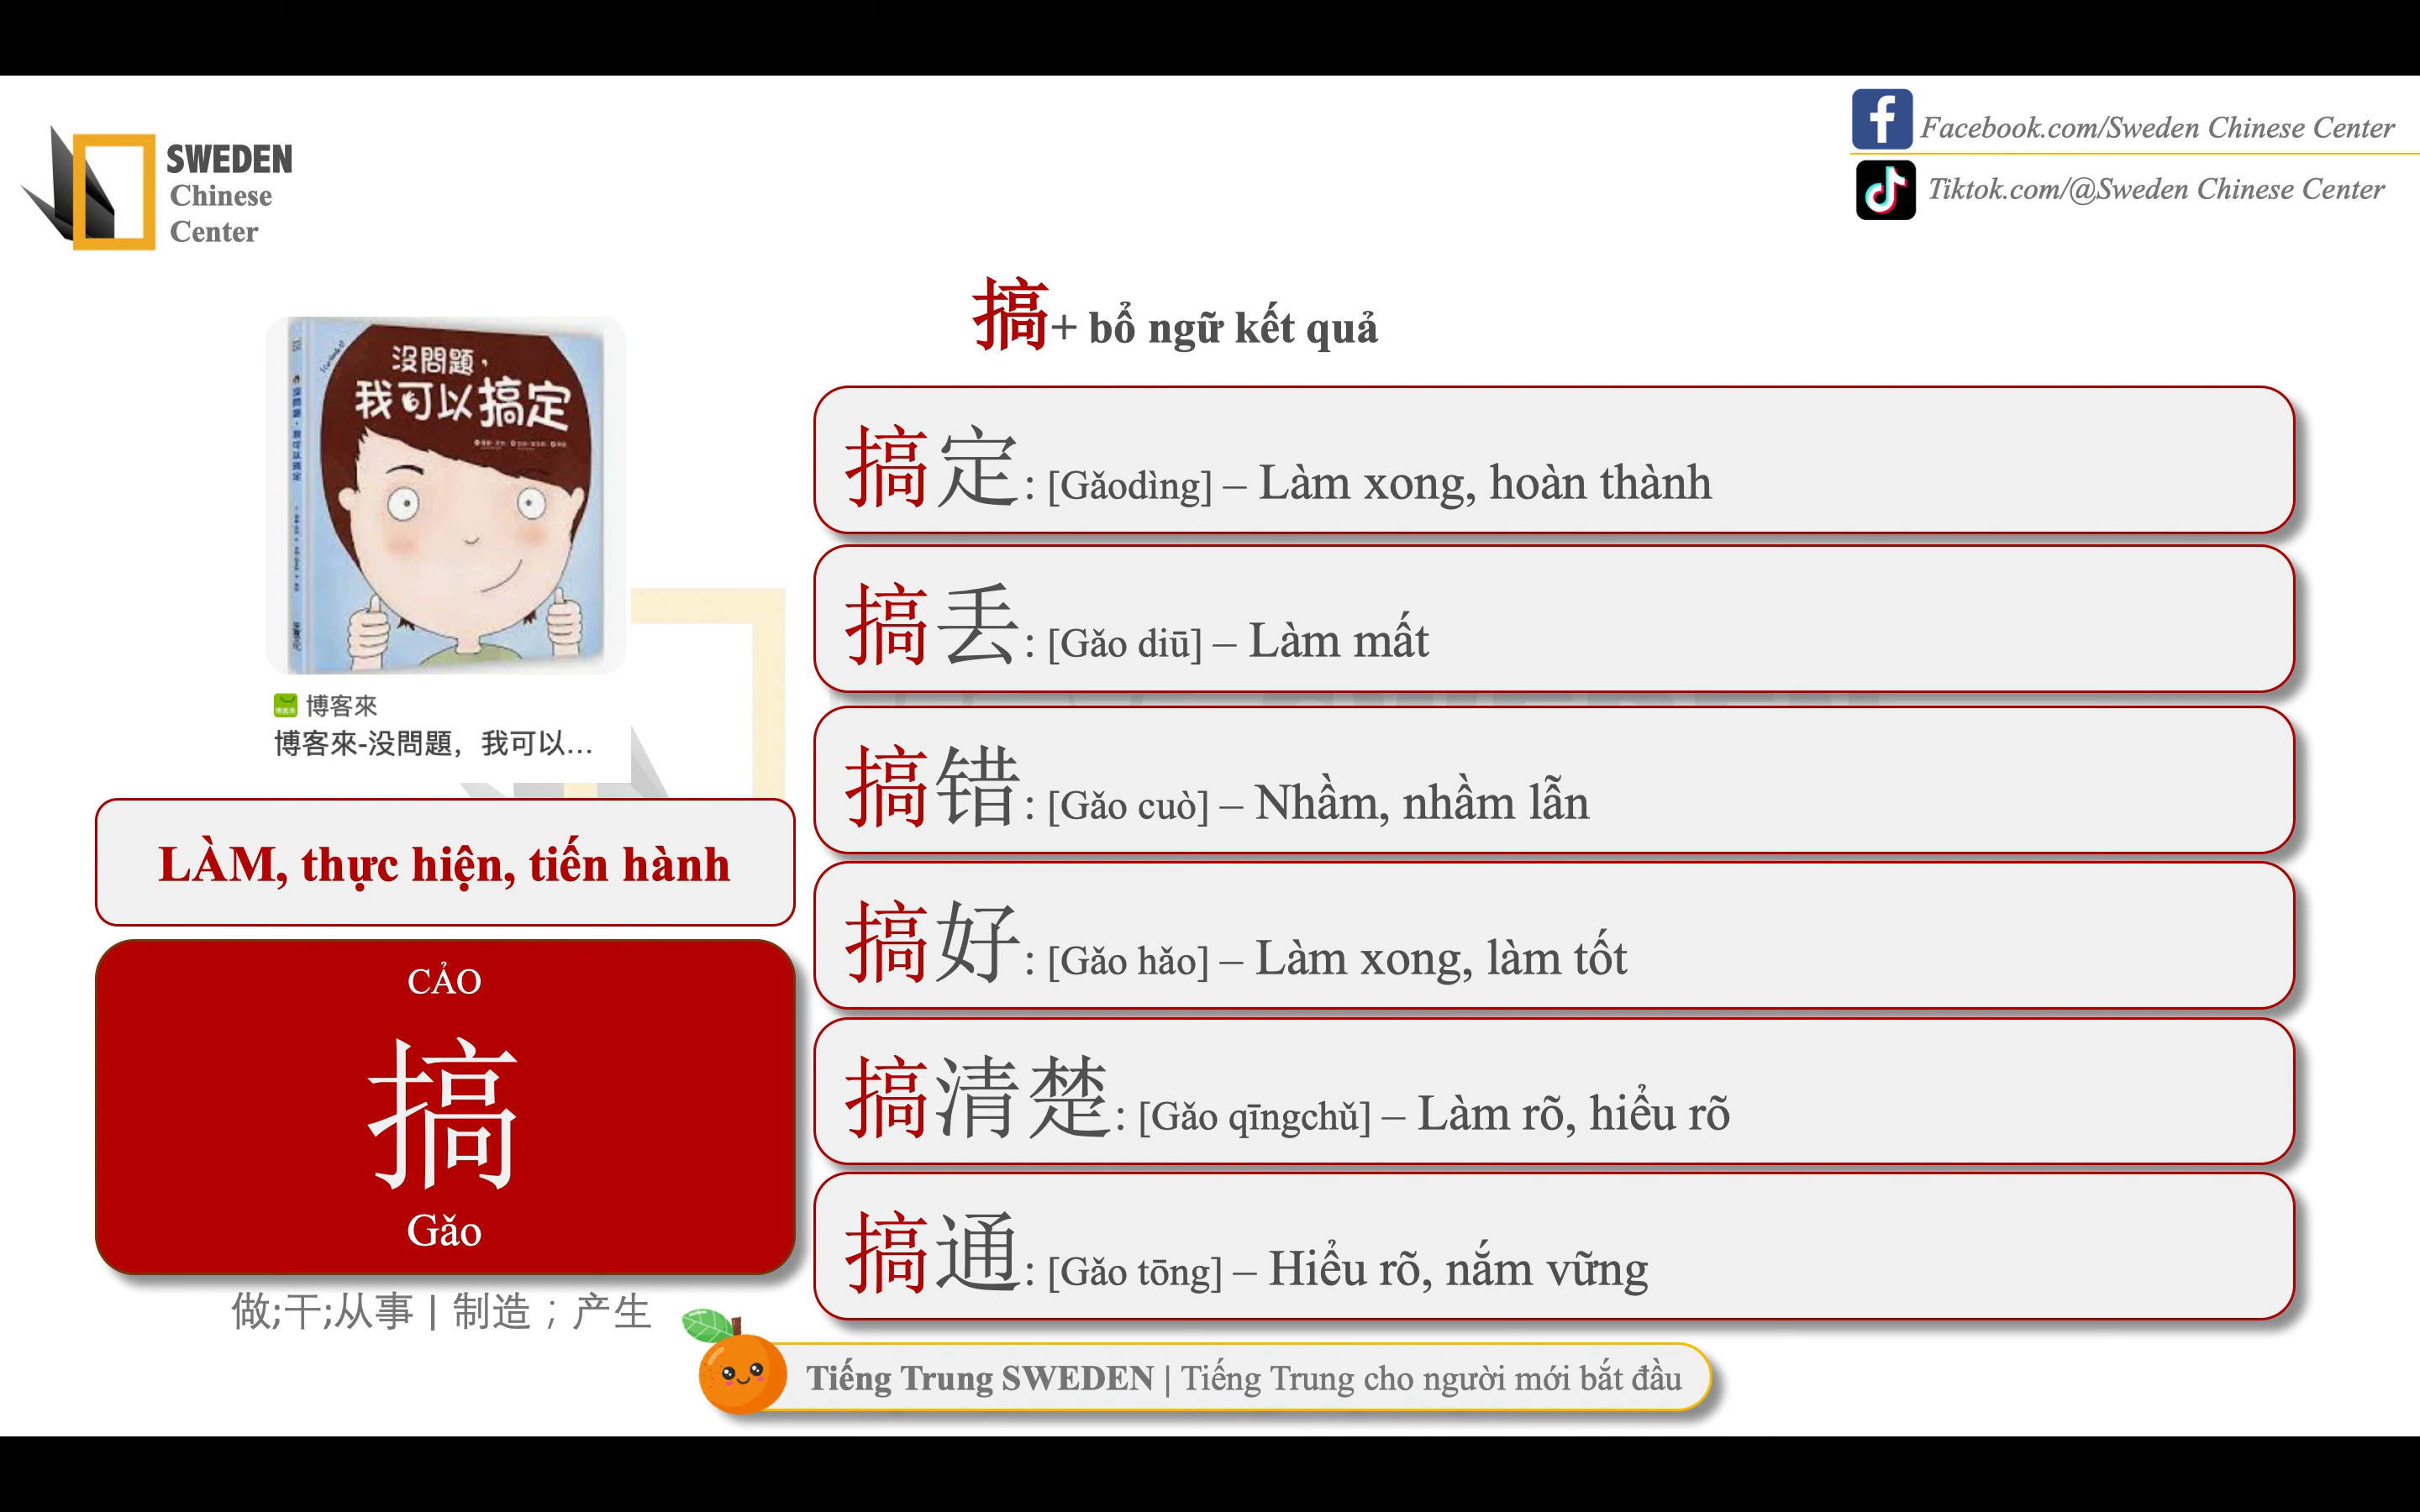 SWEDEN
Chinese
Center
Facebook.com/Sweden Chinese Center
Tiktok.com/@Sweden Chinese Center
沒問題，
我可以搞定
博客來
博客來-没問題，我可以...
LÀM, thực hiện, tiến hành
CẢO
搞
Gǎo
做;干;从事 | 制造；产生
搞+ bổ ngữ kết quả
搞定: [Gǎodìng] – Làm xong, hoàn thành
搞丢: [Gǎo diū] – Làm mất
搞错: [Gǎo cuò] – Nhầm, nhầm lẫn
搞好: [Gǎo hǎo] – Làm xong, làm tốt
搞清楚: [Gǎo qīngchǔ] – Làm rõ, hiểu rõ
搞通: [Gǎo tōng] – Hiểu rõ, nắm vững
Tiếng Trung SWEDEN | Tiếng Trung cho người mới bắt đầu